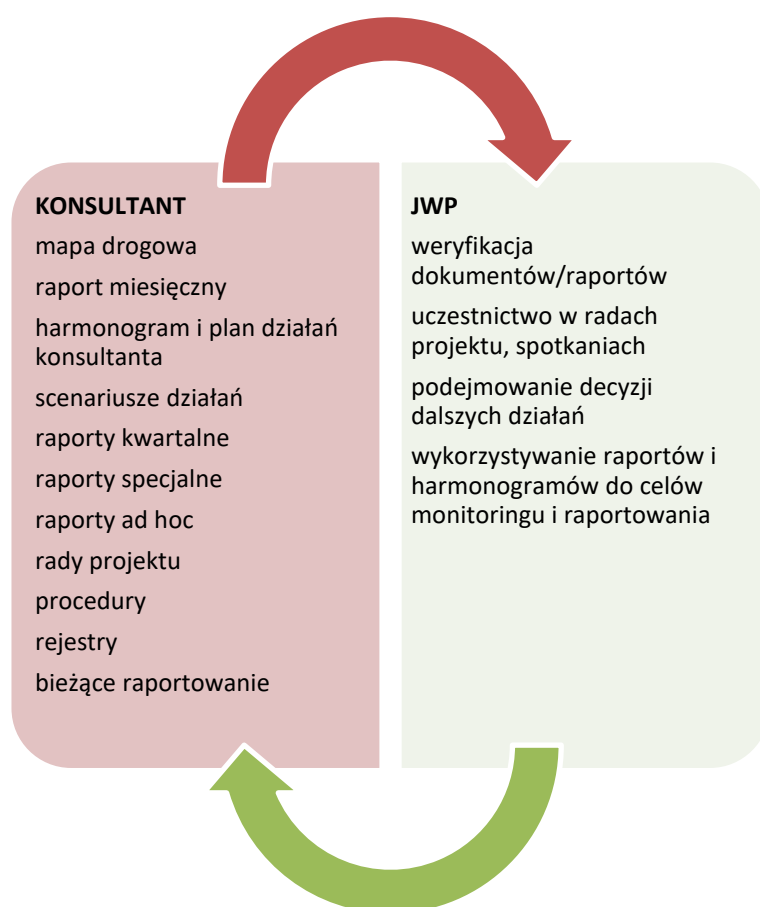 KONSULTANT
mapa drogowa
raport miesięczny
harmonogram i plan działań
konsultanta
scenariusze działań
raporty kwartalne
raporty specjalne
raporty ad hoc
rady projektu
procedury
rejestry
bieżące raportowanie
JWP
weryfikacja
dokumentów/raportów
uczestnictwo w radach
projektu, spotkaniach
podejmowanie decyzji
dalszych działań
wykorzystywanie raportów i
harmonogramów do celów
monitoringu i raportowania